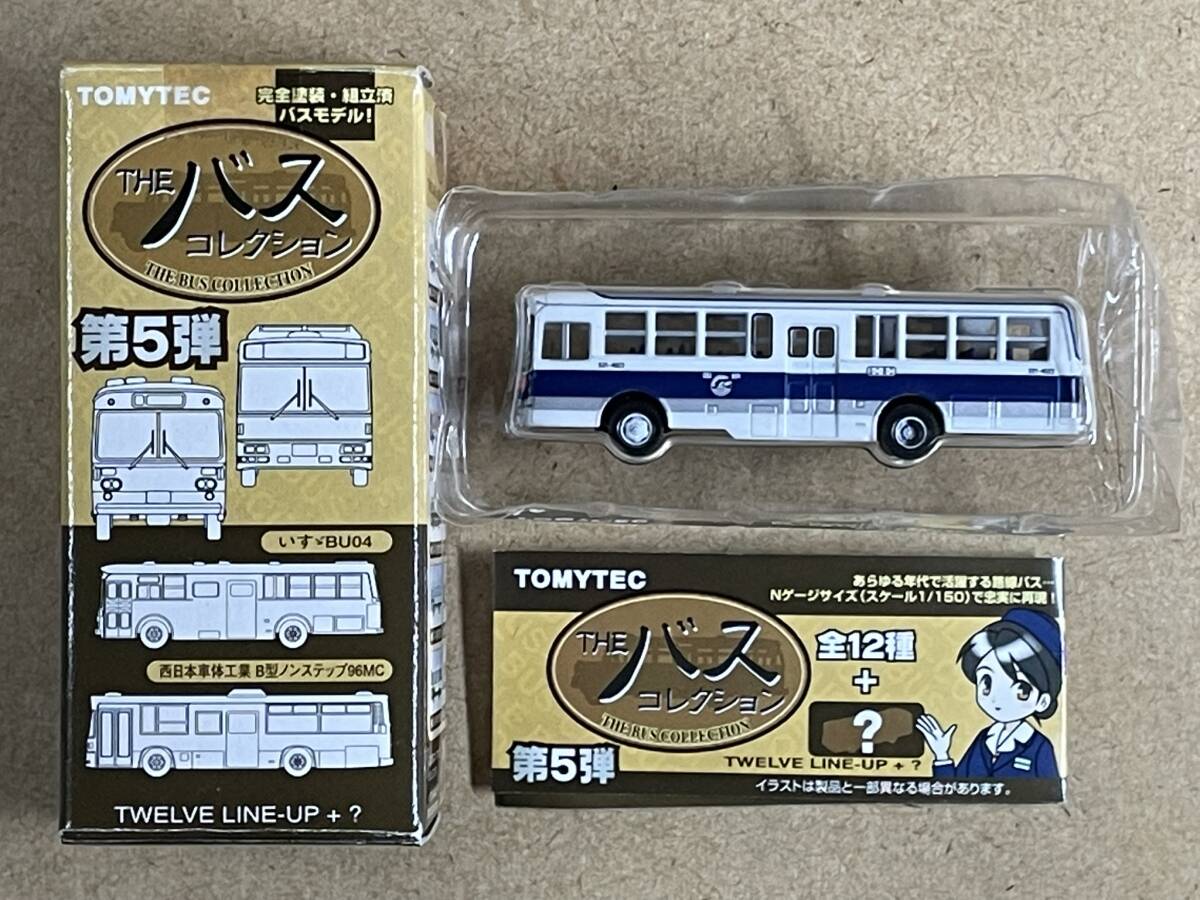 TOMYTEC
完全塗装・組立済
バスモデル!
THE バス
コレクション
THE BUS COLLECTION
第5弾
いすゞBU04
西日本車体工業 B型ノンステップ96MC
TWELVE LINE-UP + ?
TOMYTEC
あらゆる年代で活躍する路線バス…
Nゲージサイズ(スケール1/150)で忠実に再現!
THE バス
コレクション
THE BUS COLLECTION
全12種
+
?
第5弾
TWELVE LINE-UP + ?
イラストは製品と一部異なる場合があります。